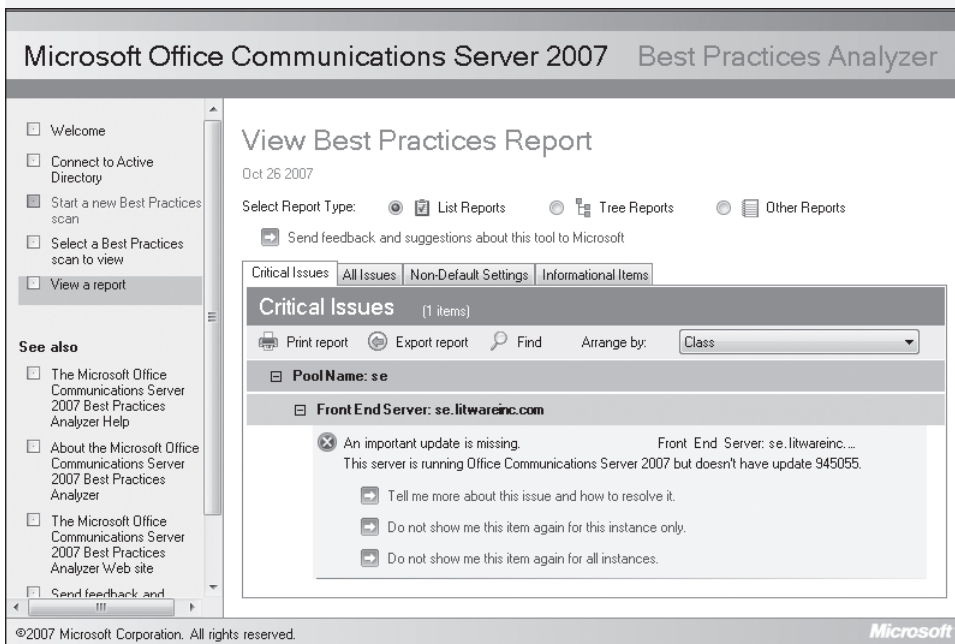 Microsoft Office Communications Server 2007 Best Practices Analyzer
Welcome
Connect to Active
Directory
Start a new Best Practices
scan
Select a Best Practices
scan to view
View a report
See also
The Microsoft Office
Communications Server
2007 Best Practices
Analyzer Help
About the Microsoft Office
Communications Server
2007 Best Practices
Analyzer
The Microsoft Office
Communications Server
2007 Best Practices
Analyzer Web site
Send feedback and
View Best Practices Report
Oct 26 2007
Select Report Type: List Reports Tree Reports Other Reports
Send feedback and suggestions about this tool to Microsoft
Critical Issues All Issues Non-Default Settings Informational Items
Critical Issues (1 items)
Print report Export report Find Arrange by: Class
Pool Name: se
Front End Server: se.litwareinc.com
An important update is missing. Front End Server: se.litwareinc....
This server is running Office Communications Server 2007 but doesn't have update 945055.
Tell me more about this issue and how to resolve it.
Do not show me this item again for this instance only.
Do not show me this item again for all instances.
©2007 Microsoft Corporation. All rights reserved.
Microsoft